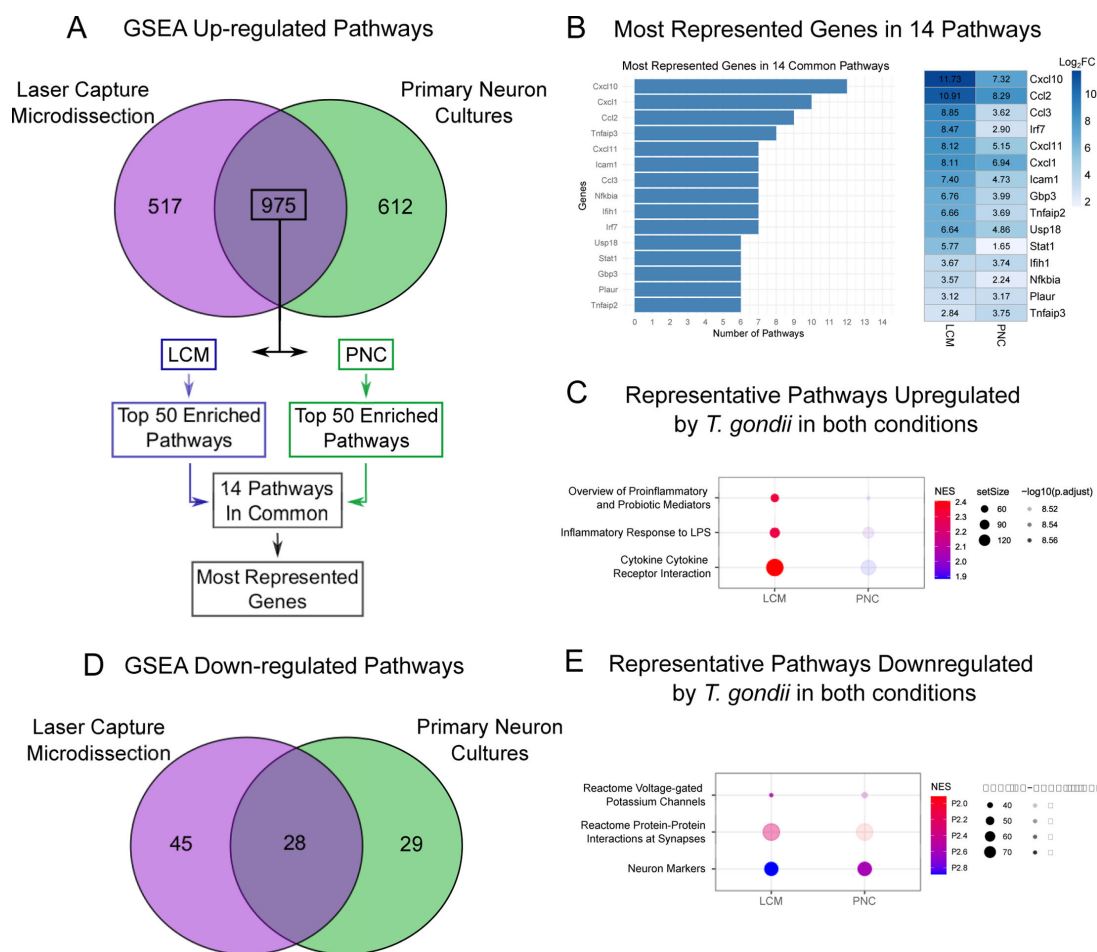 A
GSEA Up-regulated Pathways
Laser Capture
Microdissection
Primary Neuron
Cultures
517
975
612
LCM
PNC
Top 50 Enriched
Pathways
Top 50 Enriched
Pathways
14 Pathways
In Common
Most Represented
Genes
B
Most Represented Genes in 14 Pathways
Most Represented Genes in 14 Common Pathways
Genes
Cxcl10
Cxcl1
Ccl2
Tnfaip3
Cxcl11
Icam1
Ccl3
Nfkbia
Ifih1
Irf7
Usp18
Stat1
Gbp3
Plaur
Tnfaip2
0 1 2 3 4 5 6 7 8 9 10 11 12 13 14
Number of Pathways
Log2FC
11.73 7.32 Cxcl10
10.91 8.29 Ccl2
8.85 3.62 Ccl3
8.47 2.90 Irf7
8.12 5.15 Cxcl11
8.11 6.94 Cxcl1
7.40 4.73 Icam1
6.76 3.99 Gbp3
6.66 3.69 Tnfaip2
6.64 4.86 Usp18
5.77 1.65 Stat1
3.67 3.74 Ifih1
3.57 2.24 Nfkbia
3.12 3.17 Plaur
2.84 3.75 Tnfaip3
LCM PNC
10
8
6
4
2
C
Representative Pathways Upregulated
by T. gondii in both conditions
Overview of Proinflammatory
and Probiotic Mediators
Inflammatory Response to LPS
Cytokine Cytokine
Receptor Interaction
LCM PNC
NES
2.4
2.3
2.2
2.1
2.0
1.9
setSize
60
90
120
−log10(p.adjust)
8.52
8.54
8.56
D
GSEA Down-regulated Pathways
Laser Capture
Microdissection
Primary Neuron
Cultures
45
28
29
E
Representative Pathways Downregulated
by T. gondii in both conditions
Reactome Voltage-gated
Potassium Channels
Reactome Protein-Protein
Interactions at Synapses
Neuron Markers
LCM PNC
NES
P2.0
P2.2
P2.4
P2.6
P2.8
40
50
60
70